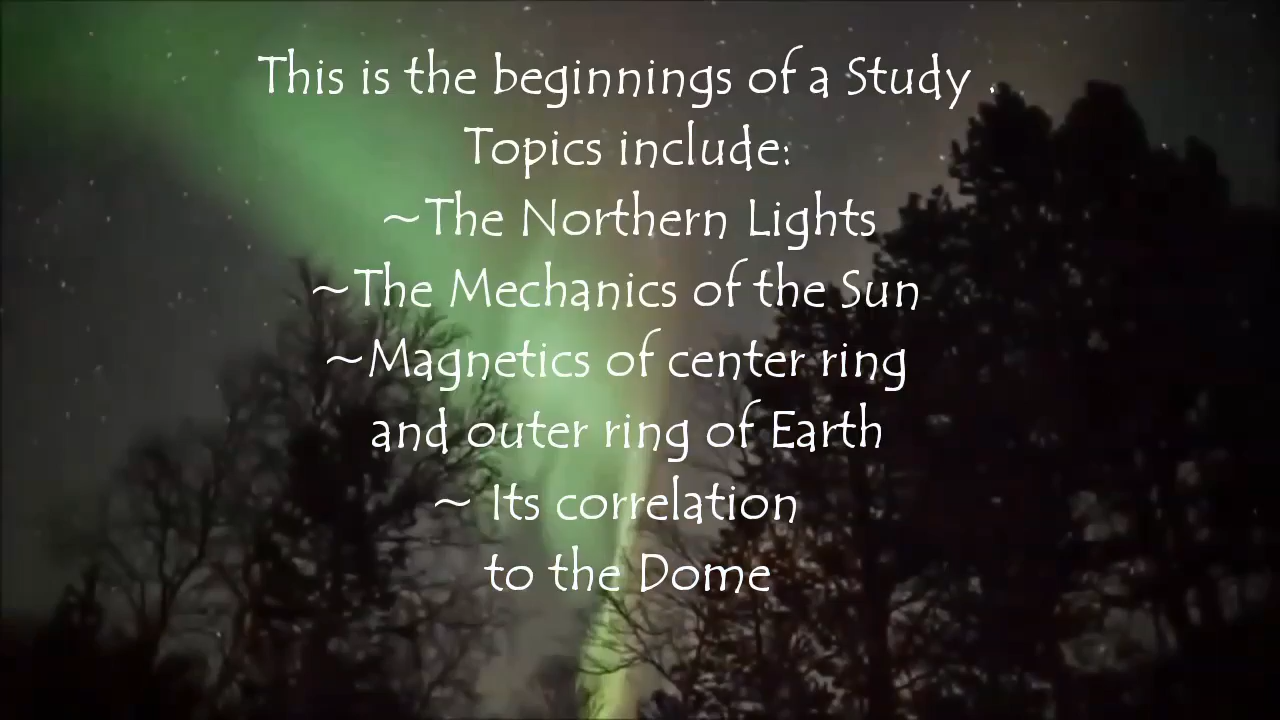 This is the beginnings of a Study .
Topics include:
~The Northern Lights
~The Mechanics of the Sun
~Magnetics of center ring
and outer ring of Earth
~ Its correlation
to the Dome